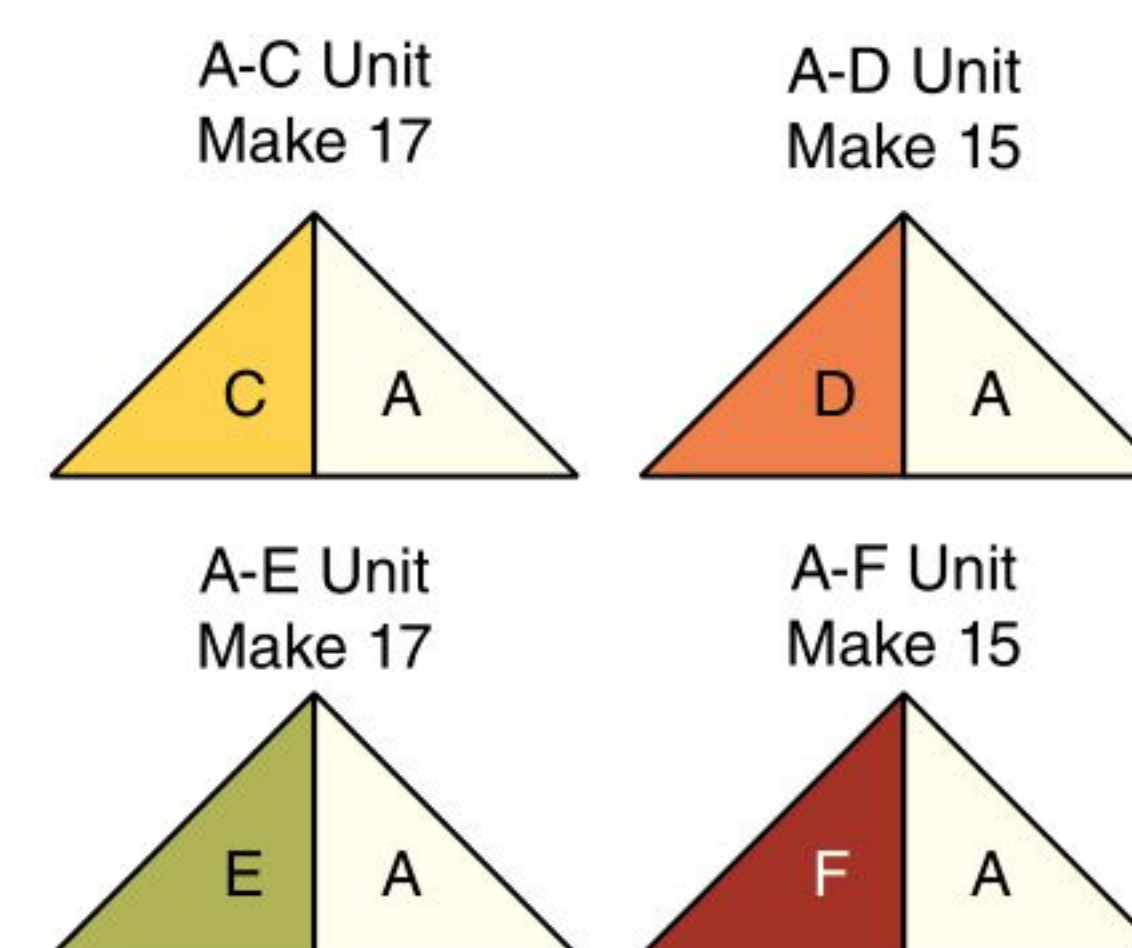 A-C Unit
Make 17
A-D Unit
Make 15
C
A
D
A
A-E Unit
Make 17
A-F Unit
Make 15
E
A
F
A